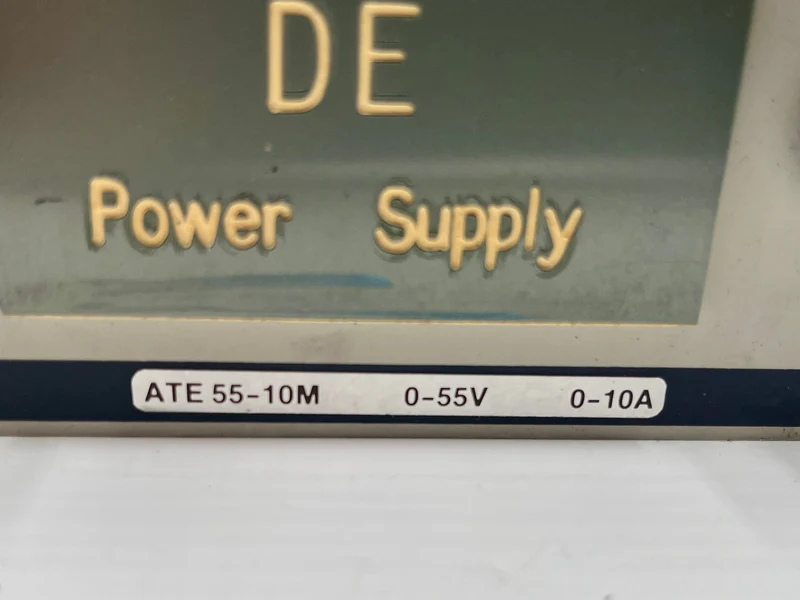 DE
Power Supply
ATE 55-10M 0-55V 0-10A